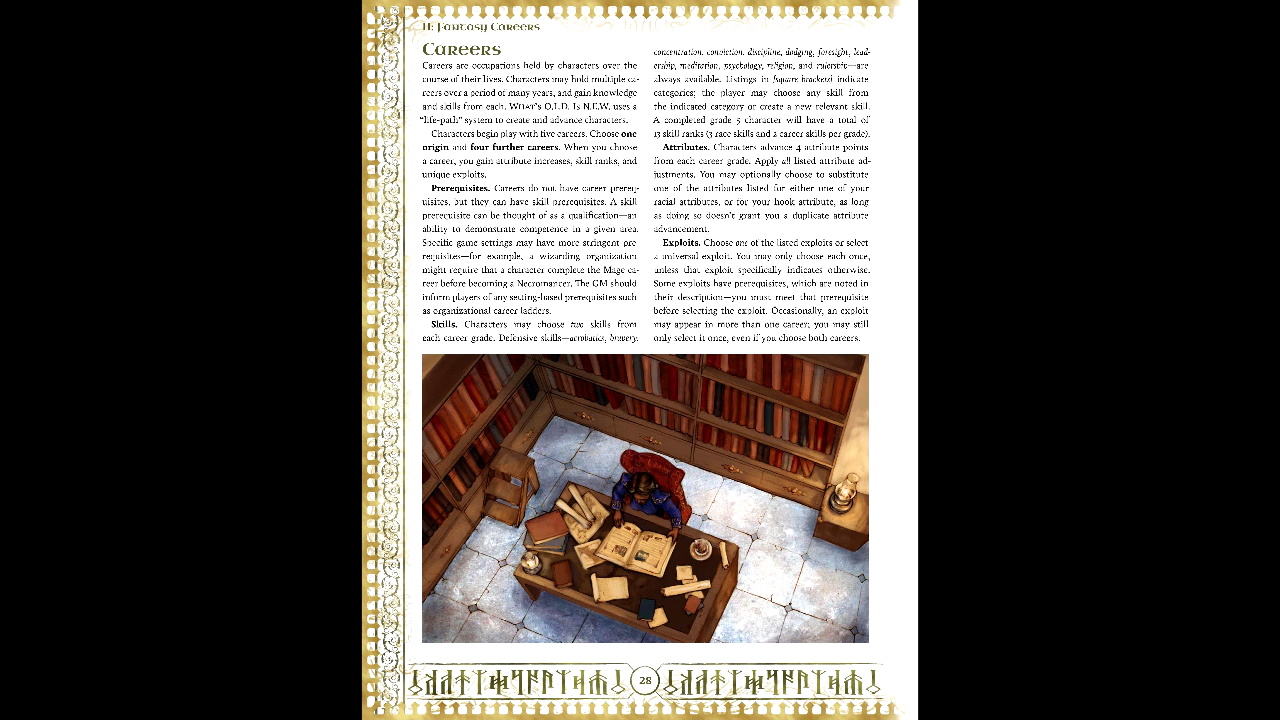 II: Fantasy Careers
Careers
Careers are occupations held by characters over the
course of their lives. Characters may hold multiple ca-
reers over a period of many years, and gain knowledge
and skills from each. What's O.L.D. Is N.E.W. uses a
"life-path" system to create and advance characters.
Characters begin play with five careers. Choose one
origin and four further careers. When you choose
a career, you gain attribute increases, skill ranks, and
unique exploits.
Prerequisites. Careers do not have career prereq-
uisites, but they can have skill prerequisites. A skill
prerequisite can be thought of as a qualification—an
ability to demonstrate competence in a given area.
Specific game settings may have more stringent pre-
requisites—for example, a wizarding organization
might require that a character complete the Mage ca-
reer before becoming a Necromancer. The GM should
inform players of any setting-based prerequisites such
as organizational career ladders.
Skills. Characters may choose two skills from
each career grade. Defensive skills—acrobatics, bravery,
concentration, conviction, discipline, dodging, foresight, lead-
ership, meditation, psychology, religion, and rulership—are
always available. Listings in [square brackets] indicate
categories; the player may choose any skill from
the indicated category or create a new relevant skill.
A completed grade 5 character will have a total of
13 skill ranks (3 race skills and 2 career skills per grade).
Attributes. Characters advance 4 attribute points
from each career grade. Apply all listed attribute ad-
justments. You may optionally choose to substitute
one of the attributes listed for either one of your
racial attributes, or for your hook attribute, as long
as doing so doesn't grant you a duplicate attribute
advancement.
Exploits. Choose one of the listed exploits or select
a universal exploit. You may only choose each once,
unless that exploit specifically indicates otherwise.
Some exploits have prerequisites, which are noted in
their description—you must meet that prerequisite
before selecting the exploit. Occasionally, an exploit
may appear in more than one career; you may still
only select it once, even if you choose both careers.
28